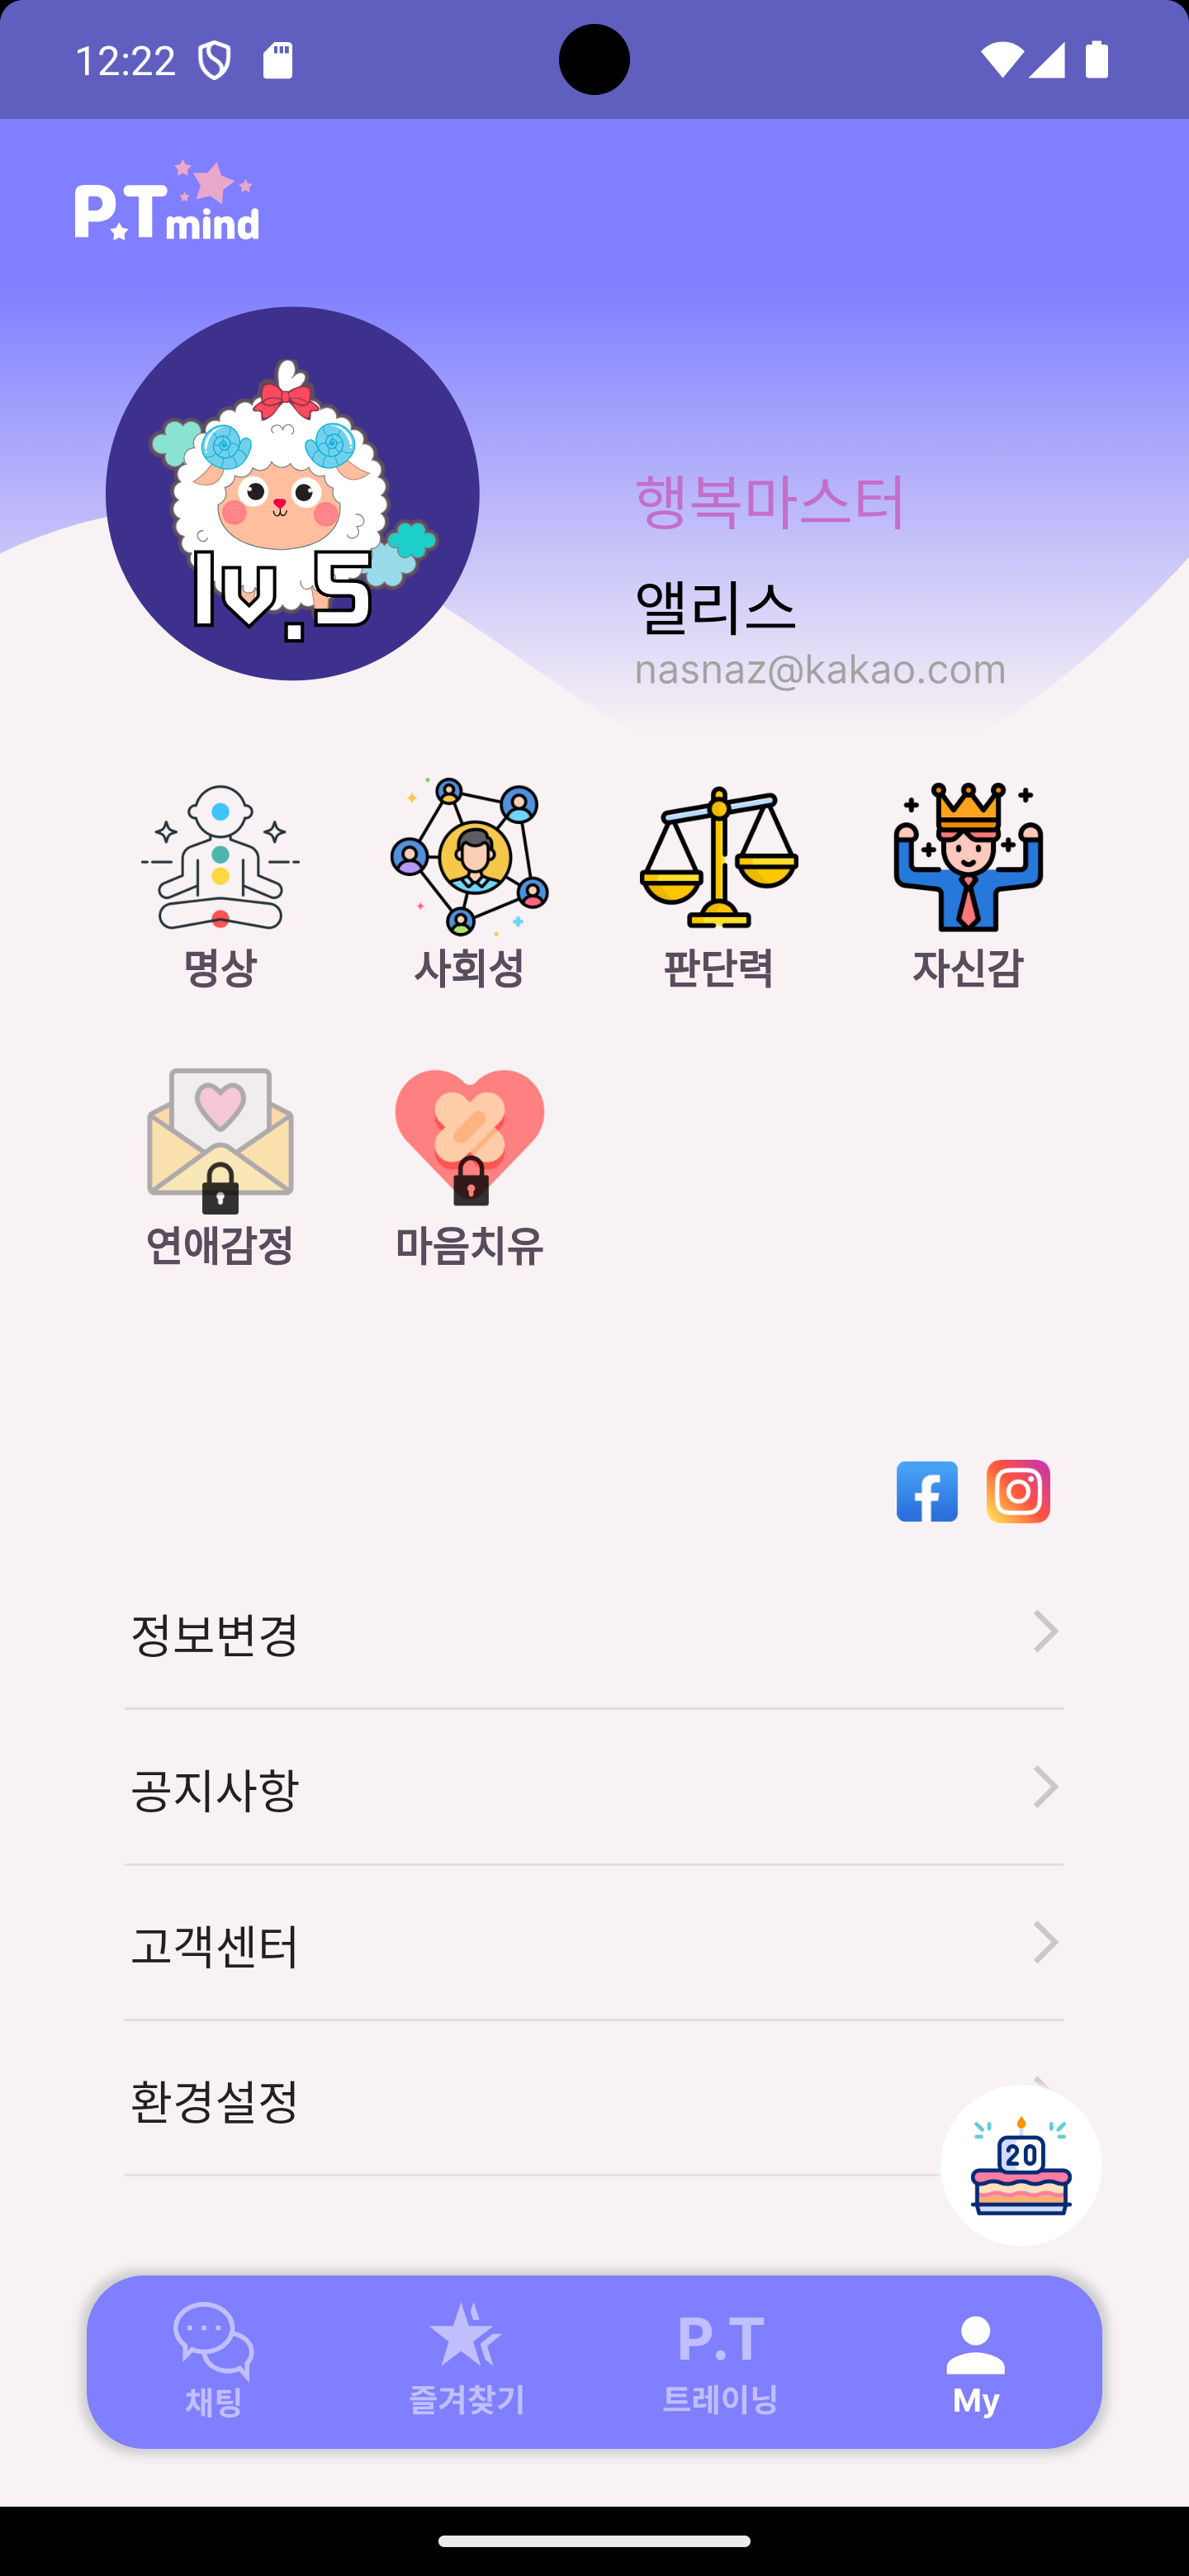 12:22
P.T mind
lv.5
행복마스터
앨리스
nasnaz@kakao.com
명상 사회성 판단력 자신감
연애감정 마음치유
정보변경
공지사항
고객센터
환경설정
20
P.T
채팅 즐겨찾기 트레이닝 My